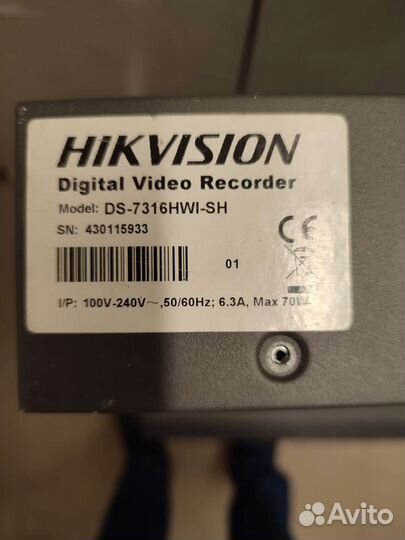 HIKVISION
Digital Video Recorder
Model: DS-7316HWI-SH
SN: 430115933
CE
01
I/P: 100V-240V~,50/60Hz; 6.3A, Max 70W
Avito